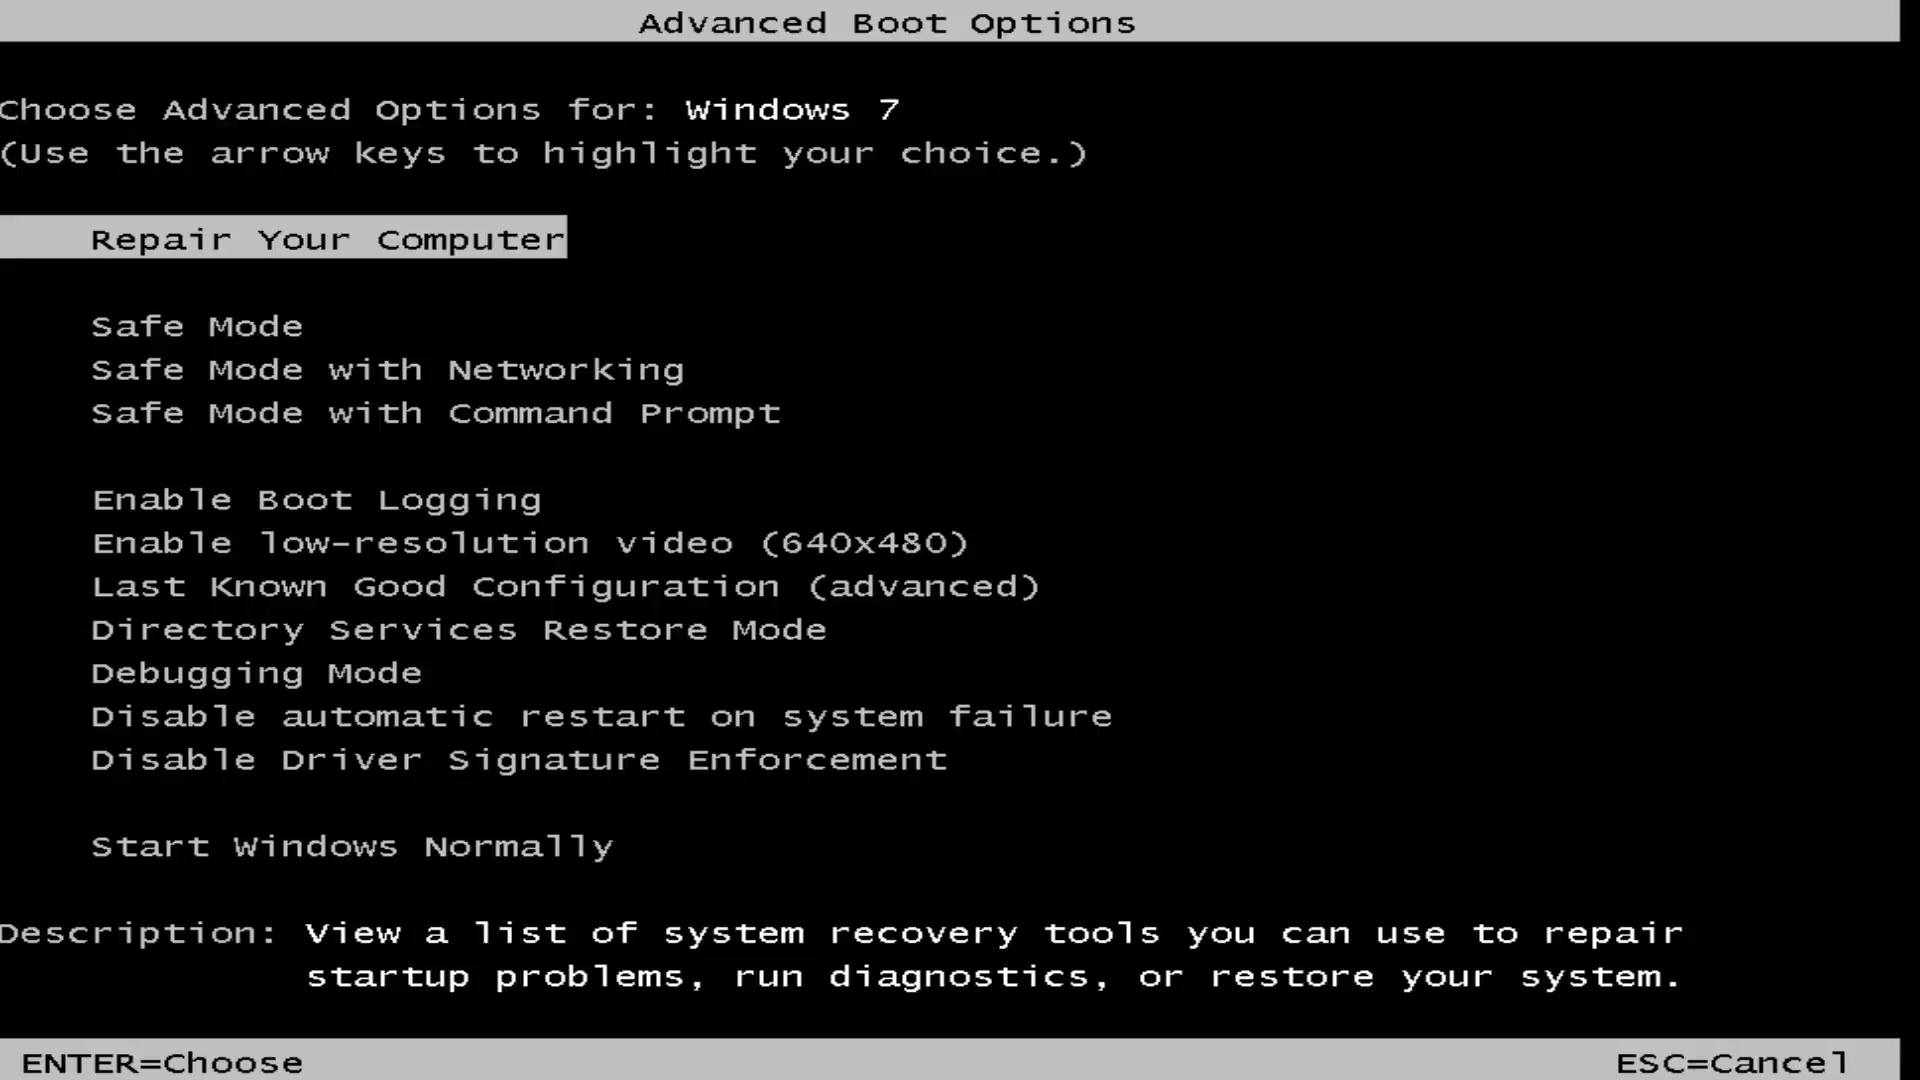 Advanced Boot Options
Choose Advanced Options for: Windows 7
(Use the arrow keys to highlight your choice.)
Repair Your Computer
Safe Mode
Safe Mode with Networking
Safe Mode with Command Prompt
Enable Boot Logging
Enable low-resolution video (640x480)
Last Known Good Configuration (advanced)
Directory Services Restore Mode
Debugging Mode
Disable automatic restart on system failure
Disable Driver Signature Enforcement
Start Windows Normally
Description: View a list of system recovery tools you can use to repair
startup problems, run diagnostics, or restore your system.
ENTER=Choose ESC=Cancel